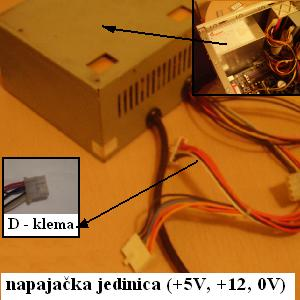 D - klema
napajačka jedinica (+5V, +12, 0V)